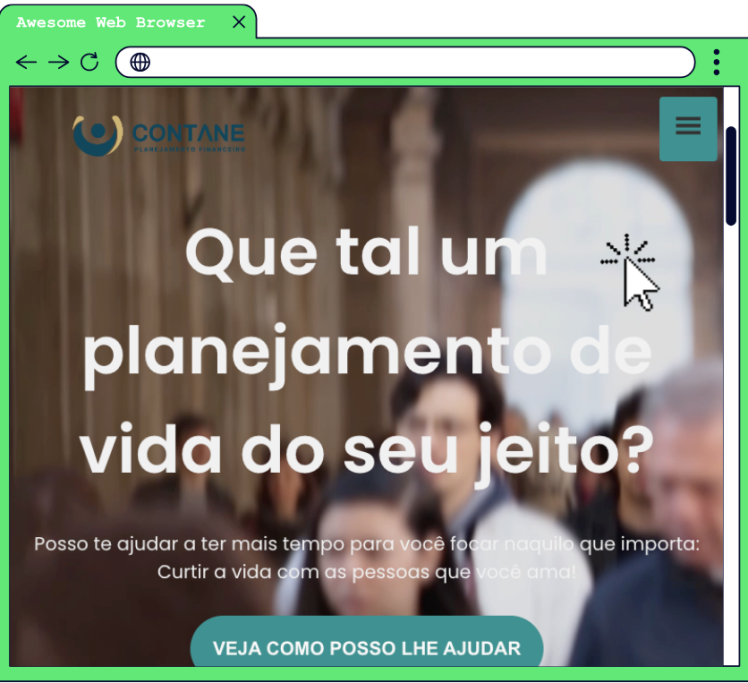 Awesome Web Browser
CONTANE
PLANEJAMENTO FINANCEIRO
Que tal um
planejamento de
vida do seu jeito?
Posso te ajudar a ter mais tempo para você focar naquilo que importa:
Curtir a vida com as pessoas que você ama!
VEJA COMO POSSO LHE AJUDAR